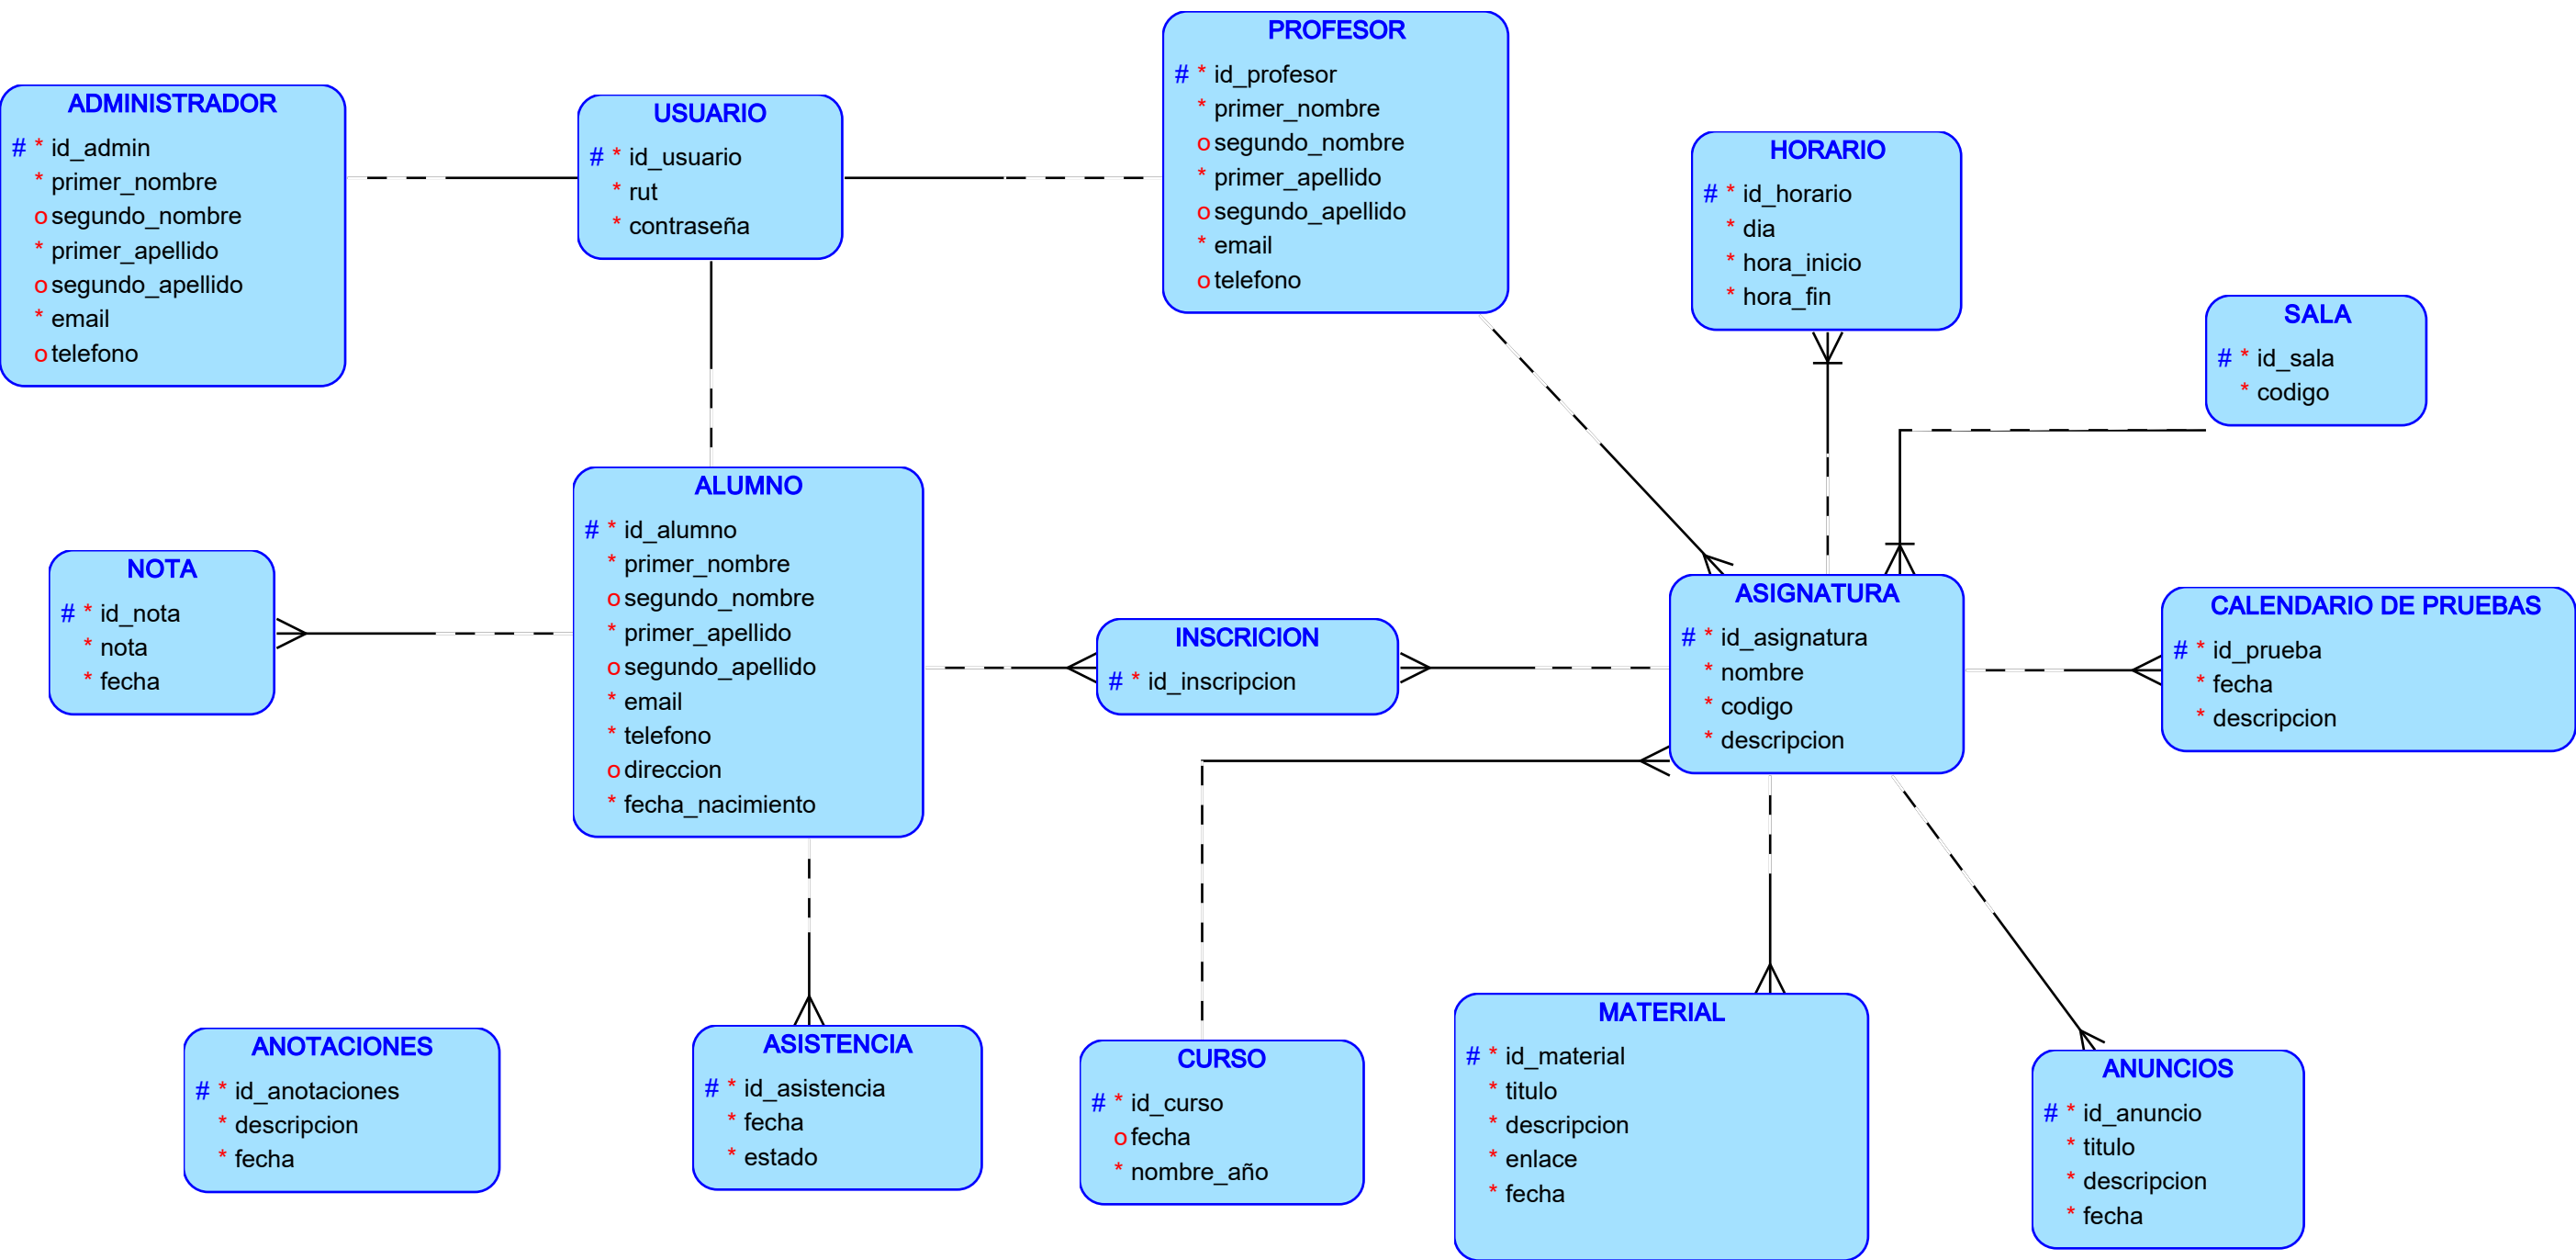 PROFESOR
# * id_profesor
* primer_nombre
o segundo_nombre
* primer_apellido
o segundo_apellido
* email
o telefono
ADMINISTRADOR
# * id_admin
* primer_nombre
o segundo_nombre
* primer_apellido
o segundo_apellido
* email
o telefono
USUARIO
# * id_usuario
* rut
* contraseña
HORARIO
# * id_horario
* dia
* hora_inicio
* hora_fin
SALA
# * id_sala
* codigo
ALUMNO
# * id_alumno
* primer_nombre
o segundo_nombre
* primer_apellido
o segundo_apellido
* email
* telefono
o direccion
* fecha_nacimiento
NOTA
# * id_nota
* nota
* fecha
INSCRICION
# * id_inscripcion
ASIGNATURA
# * id_asignatura
* nombre
* codigo
* descripcion
CALENDARIO DE PRUEBAS
# * id_prueba
* fecha
* descripcion
ANOTACIONES
# * id_anotaciones
* descripcion
* fecha
ASISTENCIA
# * id_asistencia
* fecha
* estado
CURSO
# * id_curso
o fecha
* nombre_año
MATERIAL
# * id_material
* titulo
* descripcion
* enlace
* fecha
ANUNCIOS
# * id_anuncio
* titulo
* descripcion
* fecha